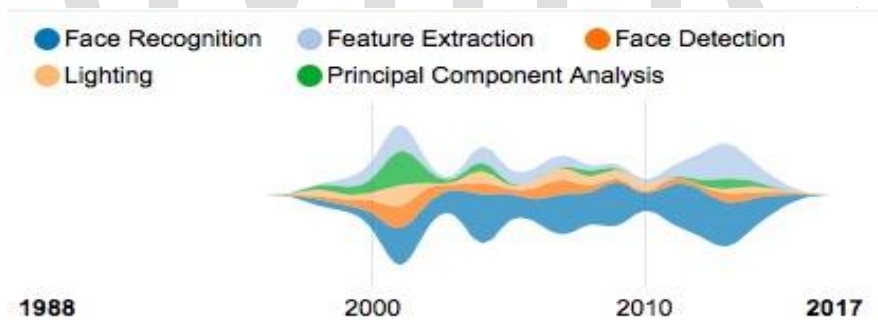 Face Recognition Feature Extraction Face Detection
Lighting Principal Component Analysis
1988 2000 2010 2017